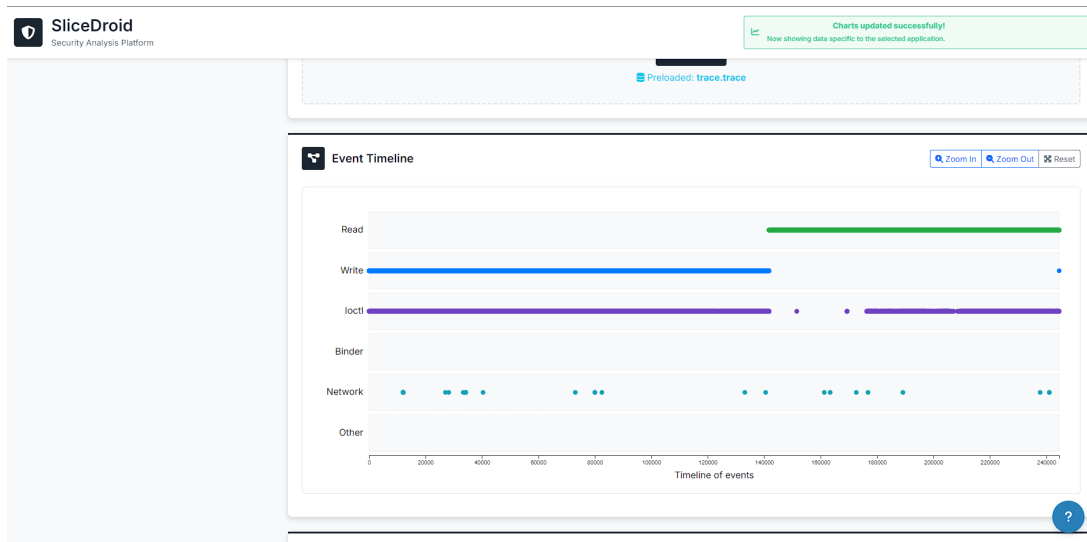 SliceDroid
Security Analysis Platform
Charts updated successfully!
Now showing data specific to the selected application.
Preloaded: trace.trace
Event Timeline
Zoom In
Zoom Out
Reset
Read
Write
Ioctl
Binder
Network
Other
0 20000 40000 60000 80000 100000 120000 140000 160000 180000 200000 220000 240000
Timeline of events
?